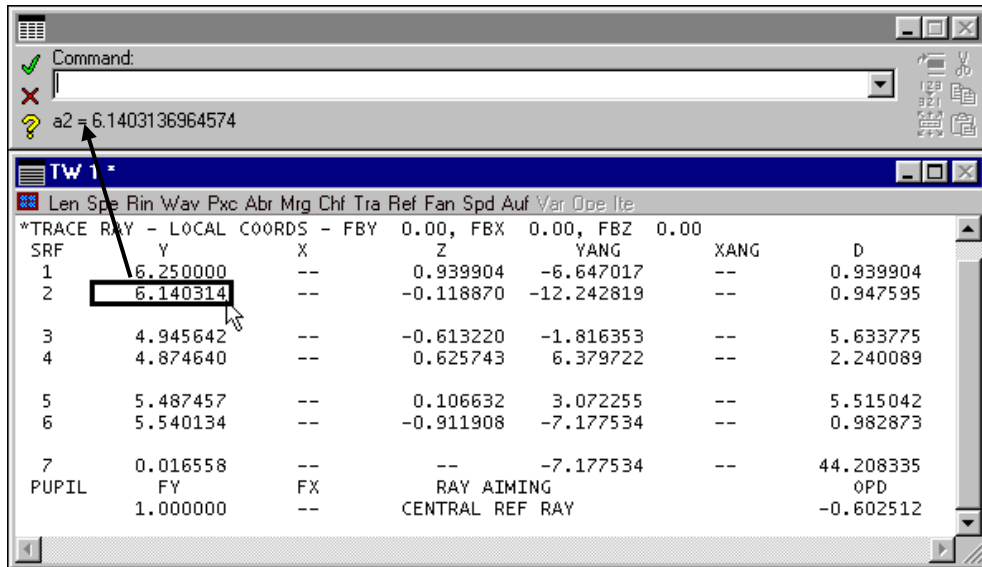 Command:
a2 = 6.1403136964574
123
321
TW 1 *
Len Spe Rin Wav Pxc Abr Mrg Chf Tra Ref Fan Spd Auf Var Ope Ite
*TRACE RAY - LOCAL COORDS - FBY 0.00, FBX 0.00, FBZ 0.00
SRF Y X Z YANG XANG D
1 6.250000 -- 0.939904 -6.647017 -- 0.939904
2 6.140314 -- -0.118870 -12.242819 -- 0.947595
3 4.945642 -- -0.613220 -1.816353 -- 5.633775
4 4.874640 -- 0.625743 6.379722 -- 2.240089
5 5.487457 -- 0.106632 3.072255 -- 5.515042
6 5.540134 -- -0.911908 -7.177534 -- 0.982873
7 0.016558 -- -- -7.177534 -- 44.208335
PUPIL FY FX RAY AIMING OPD
1.000000 -- CENTRAL REF RAY -0.602512